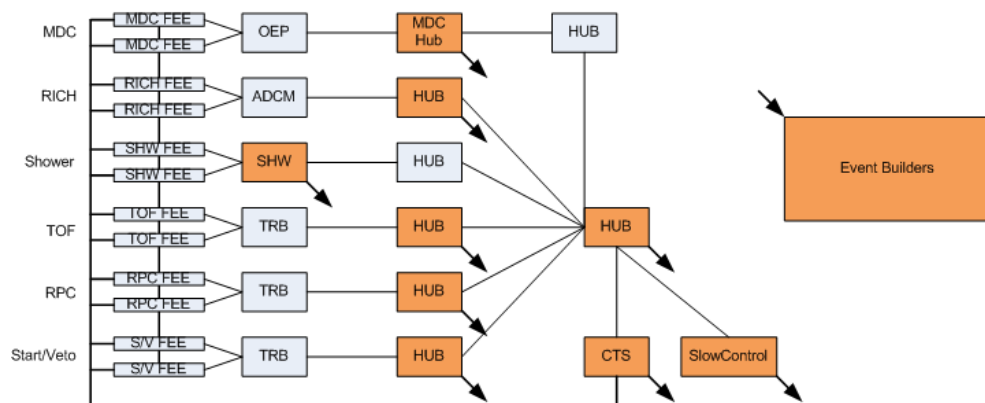 MDC
MDC FEE
MDC FEE
OEP
MDC
Hub
HUB
RICH
RICH FEE
RICH FEE
ADCM
HUB
Shower
SHW FEE
SHW FEE
SHW
HUB
Event Builders
TOF
TOF FEE
TOF FEE
TRB
HUB
HUB
RPC
RPC FEE
RPC FEE
TRB
HUB
Start/Veto
S/V FEE
S/V FEE
TRB
HUB
CTS
SlowControl